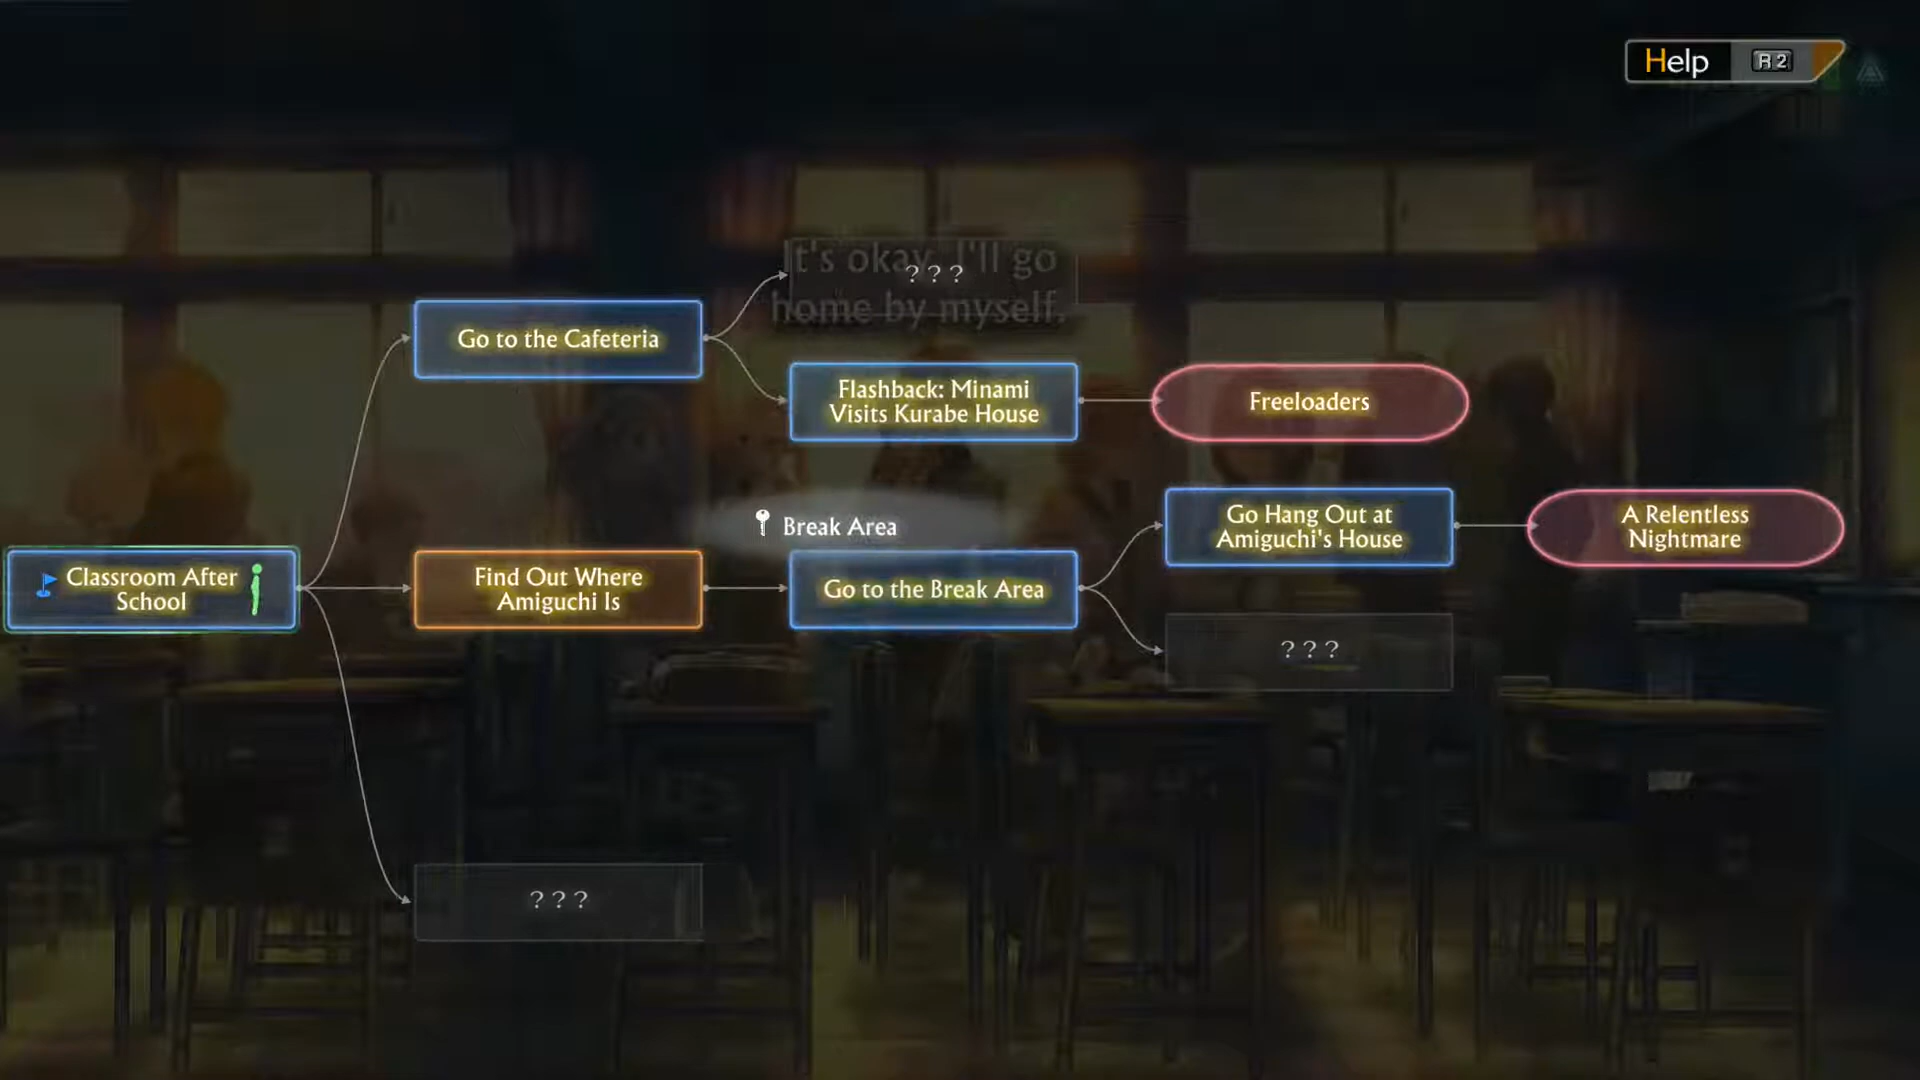 Help R2
It's okay. I'll go
???
home by myself.
Go to the Cafeteria
Flashback: Minami
Visits Kurabe House
Freeloaders
Break Area
Go Hang Out at
Amiguchi's House
A Relentless
Nightmare
Classroom After
School
Find Out Where
Amiguchi Is
Go to the Break Area
???
???